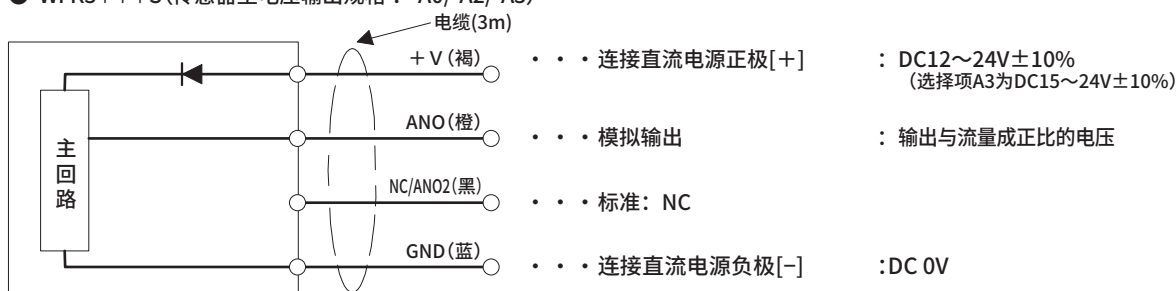 电缆(3m)
＋V(褐) ・・・连接直流电源正极[＋] ：DC12～24V±10%
(选择项A3为DC15～24V±10%)
ANO(橙) ・・・模拟输出 ：输出与流量成正比的电压
主回路
NC/ANO2(黑) ・・・标准：NC
GND(蓝) ・・・连接直流电源负极[−] :DC 0V